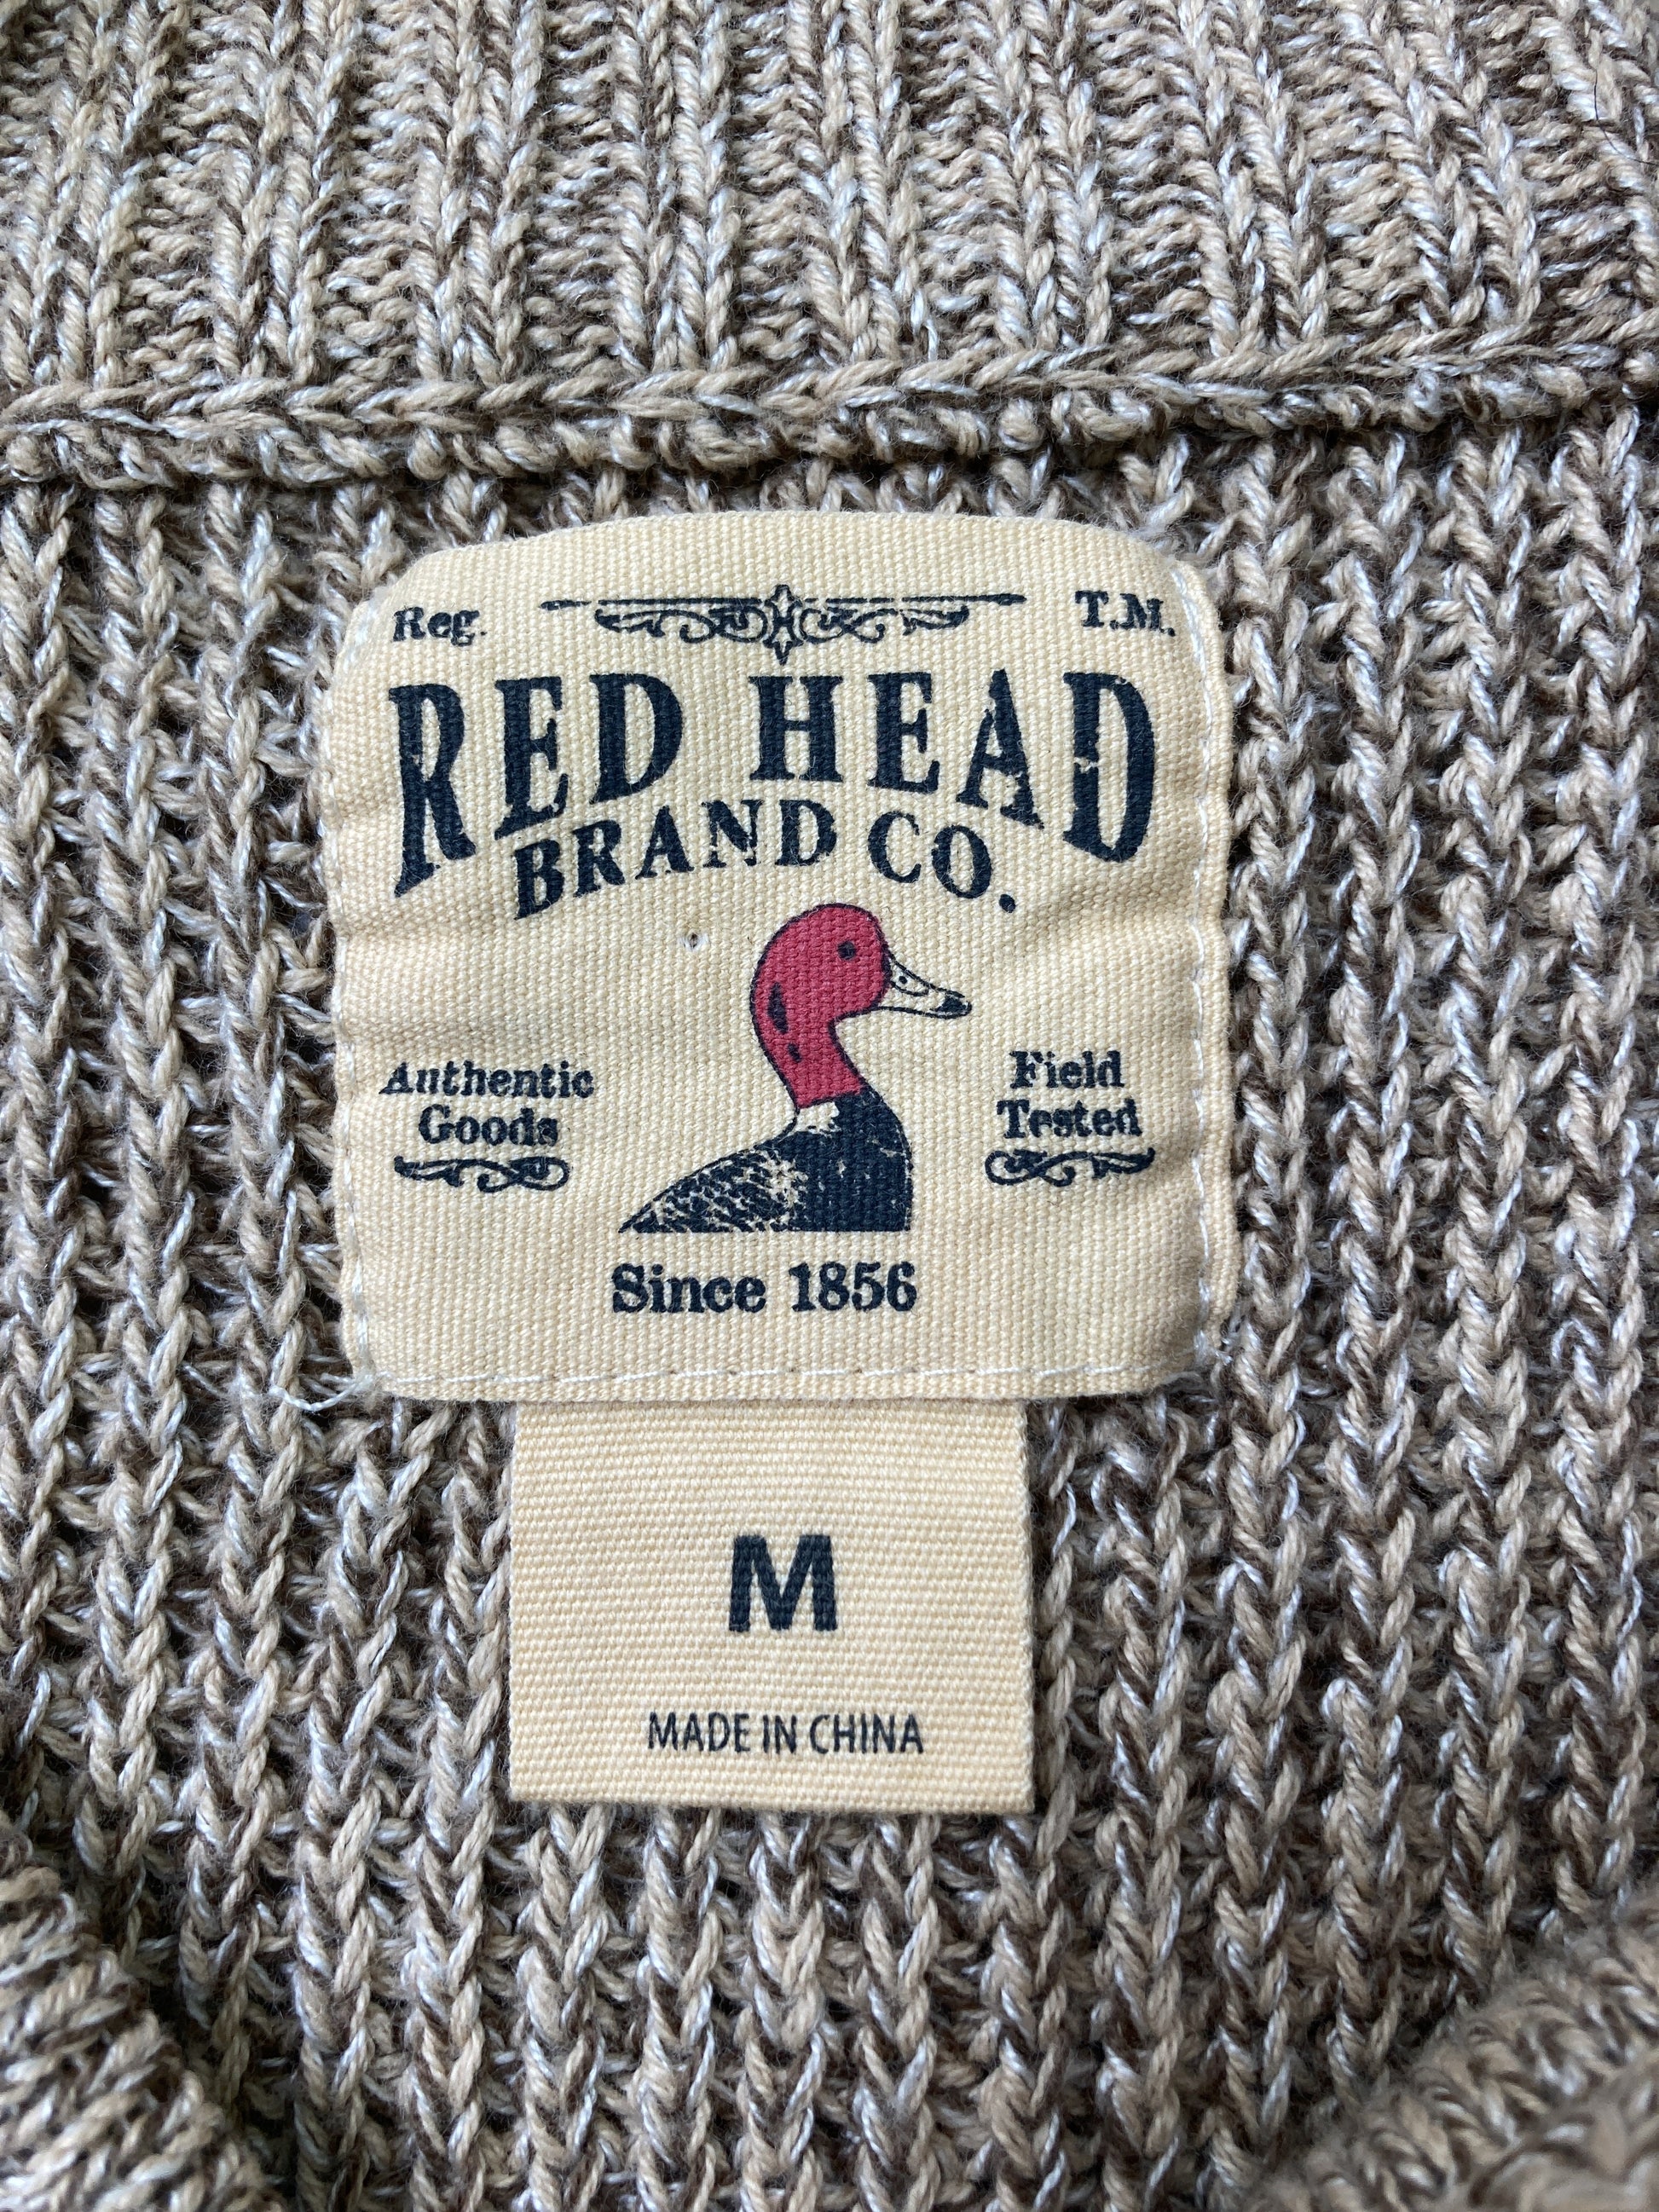 Reg. T.M.
RED HEAD
BRAND CO.
Authentic
Goods
Field
Tested
Since 1856
M
MADE IN CHINA